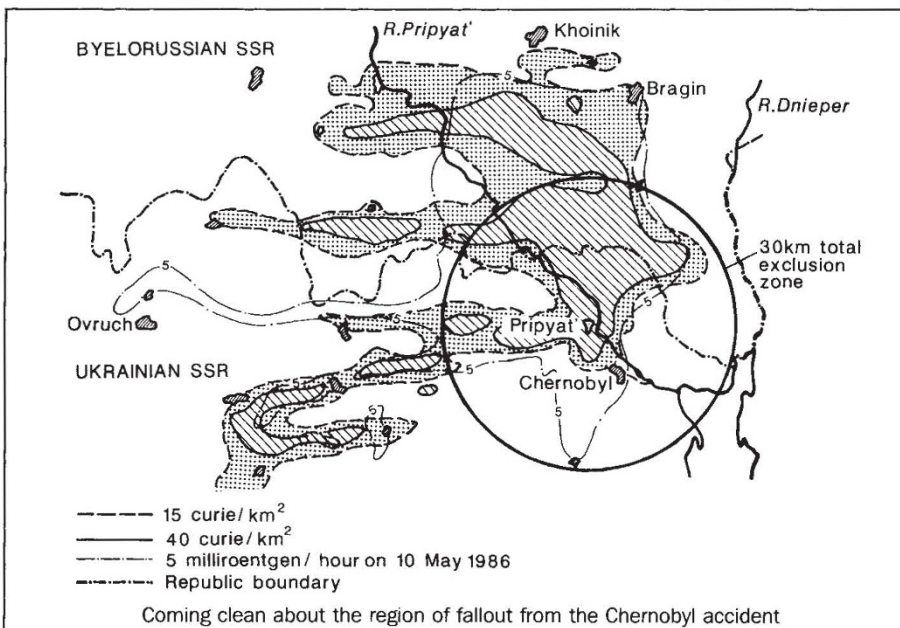 R.Pripyat'
Khoinik
BYELORUSSIAN SSR
5
Bragin
R.Dnieper
30km total
exclusion
zone
5
5
Ovruch
Pripyat'
UKRAINIAN SSR
Chernobyl
5
5
5
5
15 curie/km²
40 curie/km²
5 milliroentgen/hour on 10 May 1986
Republic boundary
Coming clean about the region of fallout from the Chernobyl accident